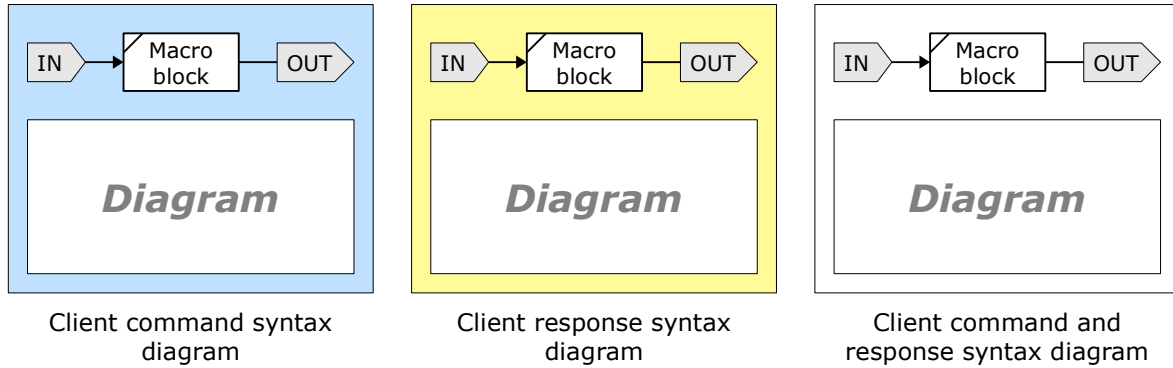 IN
Macro
block
OUT
Diagram
Client command syntax
diagram
IN
Macro
block
OUT
Diagram
Client response syntax
diagram
IN
Macro
block
OUT
Diagram
Client command and
response syntax diagram